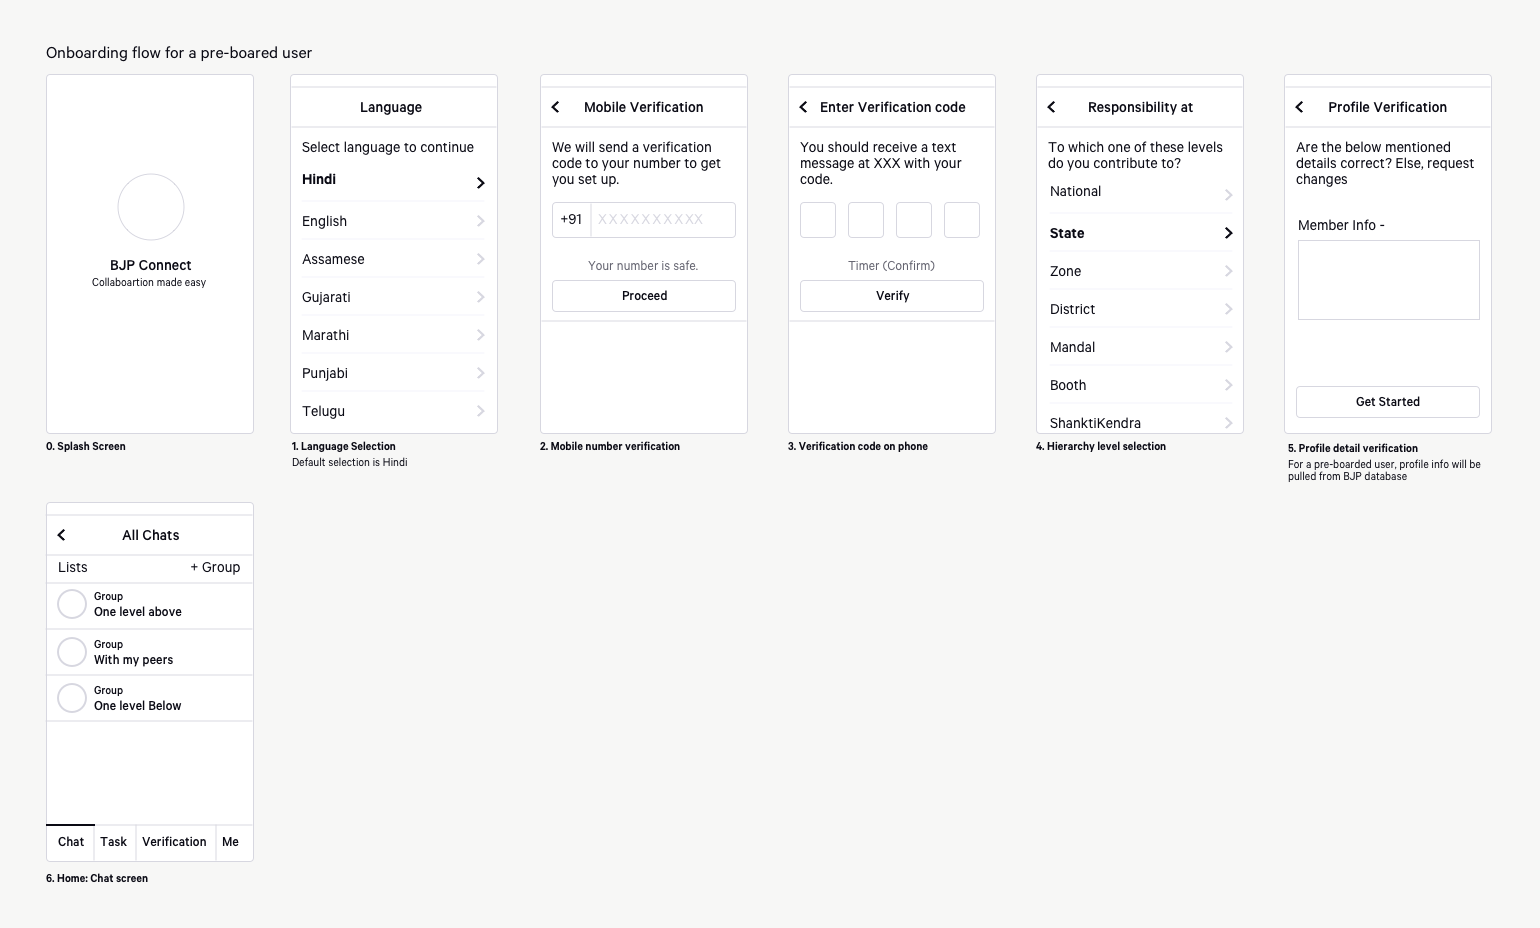 Onboarding flow for a pre-boared user
BJP Connect
Collaboartion made easy
0. Splash Screen
Language
Select language to continue
Hindi
English
Assamese
Gujarati
Marathi
Punjabi
Telugu
1. Language Selection
Default selection is Hindi
Mobile Verification
We will send a verification
code to your number to get
you set up.
+91 XXXXXXXXXX
Your number is safe.
Proceed
2. Mobile number verification
Enter Verification code
You should receive a text
message at XXX with your
code.
Timer (Confirm)
Verify
3. Verification code on phone
Responsibility at
To which one of these levels
do you contribute to?
National
State
Zone
District
Mandal
Booth
ShanktiKendra
4. Hierarchy level selection
Profile Verification
Are the below mentioned
details correct? Else, request
changes
Member Info -
Get Started
5. Profile detail verification
For a pre-boarded user, profile info will be
pulled from BJP database
All Chats
Lists + Group
Group
One level above
Group
With my peers
Group
One level Below
Chat Task Verification Me
6. Home: Chat screen